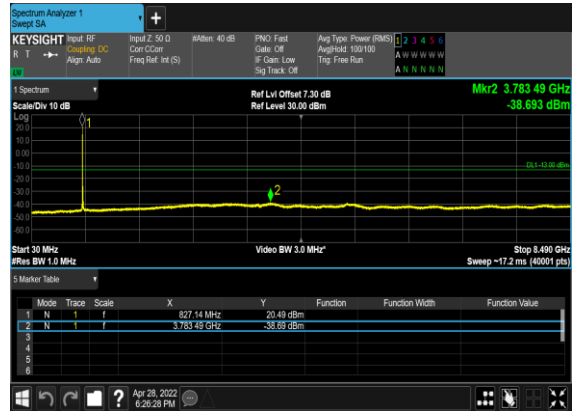 Spectrum Analyzer 1
Swept SA
+
KEYSIGHT
R T
Input: RF
Coupling: DC
Align: Auto
Input Z: 50 Ω
Corr CCorr
Freq Ref: Int (S)
#Atten: 40 dB
PNO: Fast
Gate: Off
IF Gain: Low
Sig Track: Off
Avg Type: Power (RMS)
Avg|Hold: 100/100
Trig: Free Run
1 2 3 4 5 6
A W W W W W
A N N N N N
1 Spectrum
Scale/Div 10 dB
Ref Lvl Offset 7.30 dB
Ref Level 30.00 dBm
Mkr2 3.783 49 GHz
-38.693 dBm
Log
20.0
10.0
0.00
-10.0
-20.0
-30.0
-40.0
-50.0
-60.0
1
2
DL1 -13.00 dBm
Start 30 MHz
#Res BW 1.0 MHz
Video BW 3.0 MHz*
Stop 8.490 GHz
Sweep ~17.2 ms (40001 pts)
5 Marker Table
Mode Trace Scale X Y Function Function Width Function Value
1 N 1 f 827.14 MHz 20.49 dBm
2 N 1 f 3.783 49 GHz -38.69 dBm
3
4
5
6
?
Apr 28, 2022
6:26:28 PM